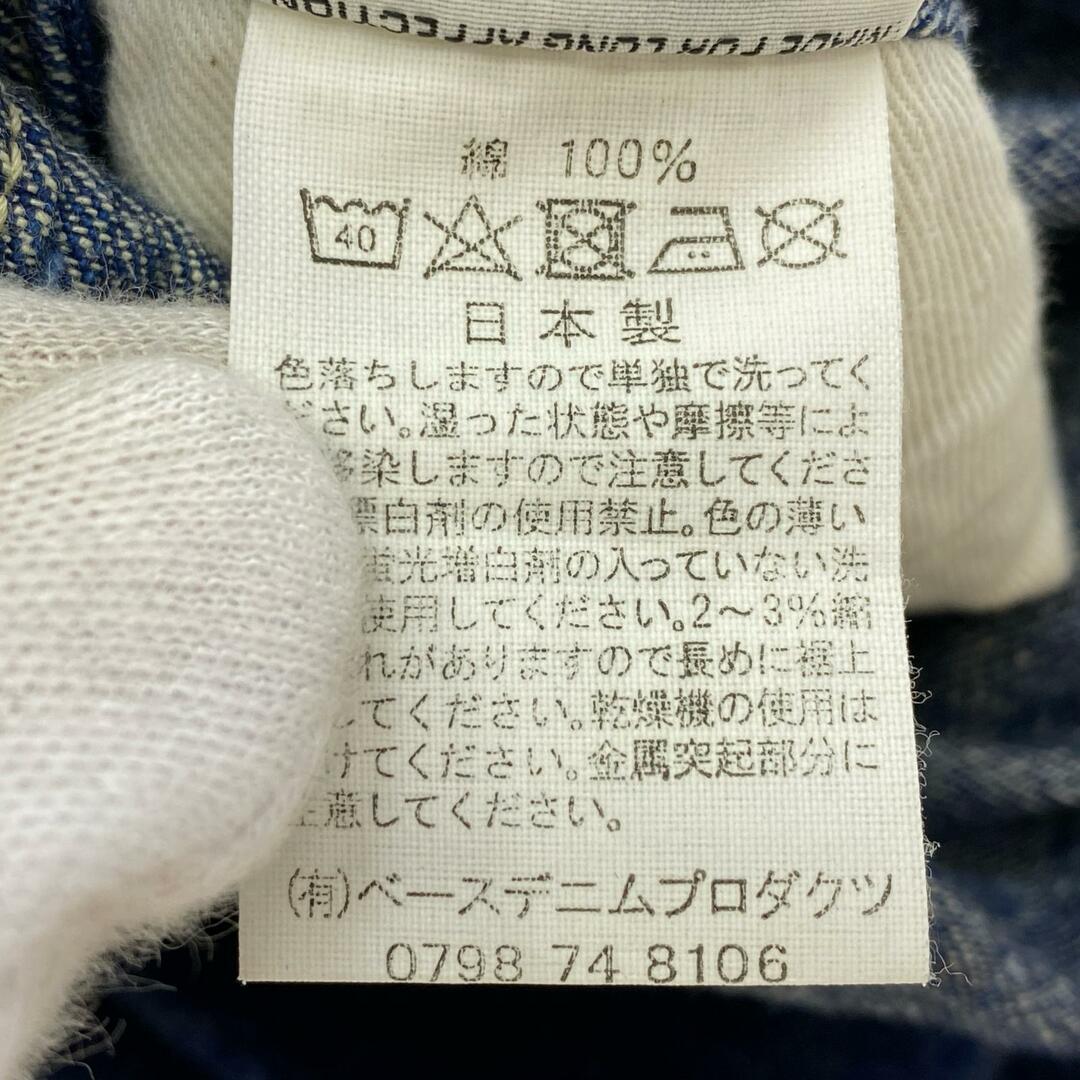 MADE FOR LONG AFFECTION
綿 100%
40
日本製
色落ちしますので単独で洗ってく
さい。湿った状態や摩擦等によ
移染しますので注意してくださ
漂白剤の使用禁止。色の薄い
蛍光増白剤の入っていない洗
使用してください。2～3%縮
れがありますので長めに裾上
してください。乾燥機の使用は
けてください。金属突起部分に
注意してください。
(有)ベースデニムプロダクツ
0798 74 8106